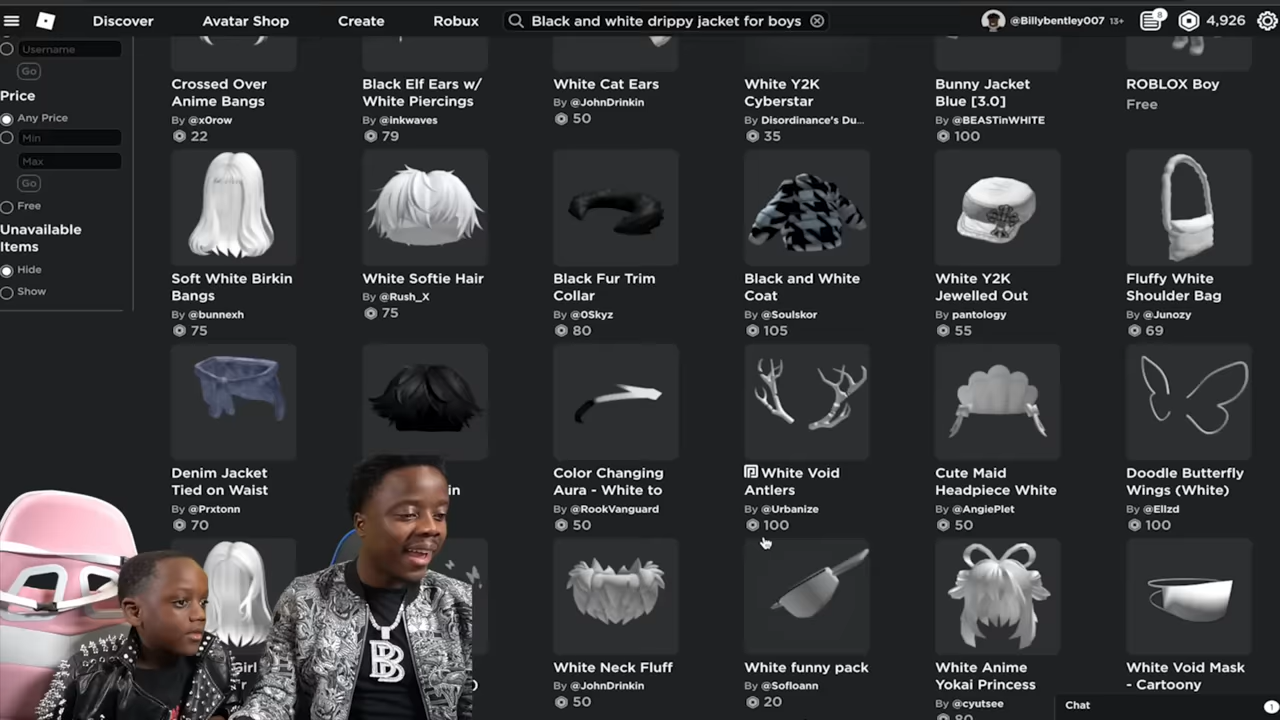 Discover
Avatar Shop
Create
Robux
Black and white drippy jacket for boys
@Billybentley007 13+
8
4,926
Username
Go
Price
Any Price
Min
Max
Go
Free
Unavailable
Items
Hide
Show
Crossed Over
Anime Bangs
By @x0row
22
Black Elf Ears w/
White Piercings
By @inkwaves
79
White Cat Ears
By @JohnDrinkin
50
White Y2K
Cyberstar
By Disordinance's Du...
35
Bunny Jacket
Blue [3.0]
By @BEASTinWHITE
100
ROBLOX Boy
Free
Soft White Birkin
Bangs
By @bunnexh
75
White Softie Hair
By @Rush_X
75
Black Fur Trim
Collar
By @0Skyz
80
Black and White
Coat
By @Soulskor
105
White Y2K
Jewelled Out
By pantology
55
Fluffy White
Shoulder Bag
By @Junozy
69
Denim Jacket
Tied on Waist
By @Prxtonn
70
in
Color Changing
Aura - White to
By @RookVanguard
50
White Void
Antlers
By @Urbanize
100
Cute Maid
Headpiece White
By @AngiePlet
50
Doodle Butterfly
Wings (White)
By @Ellzd
100
Girl
White Neck Fluff
By @JohnDrinkin
50
White funny pack
By @Sofloann
20
White Anime
Yokai Princess
By @cyutsee
80
White Void Mask
- Cartoony
Chat
1
BB